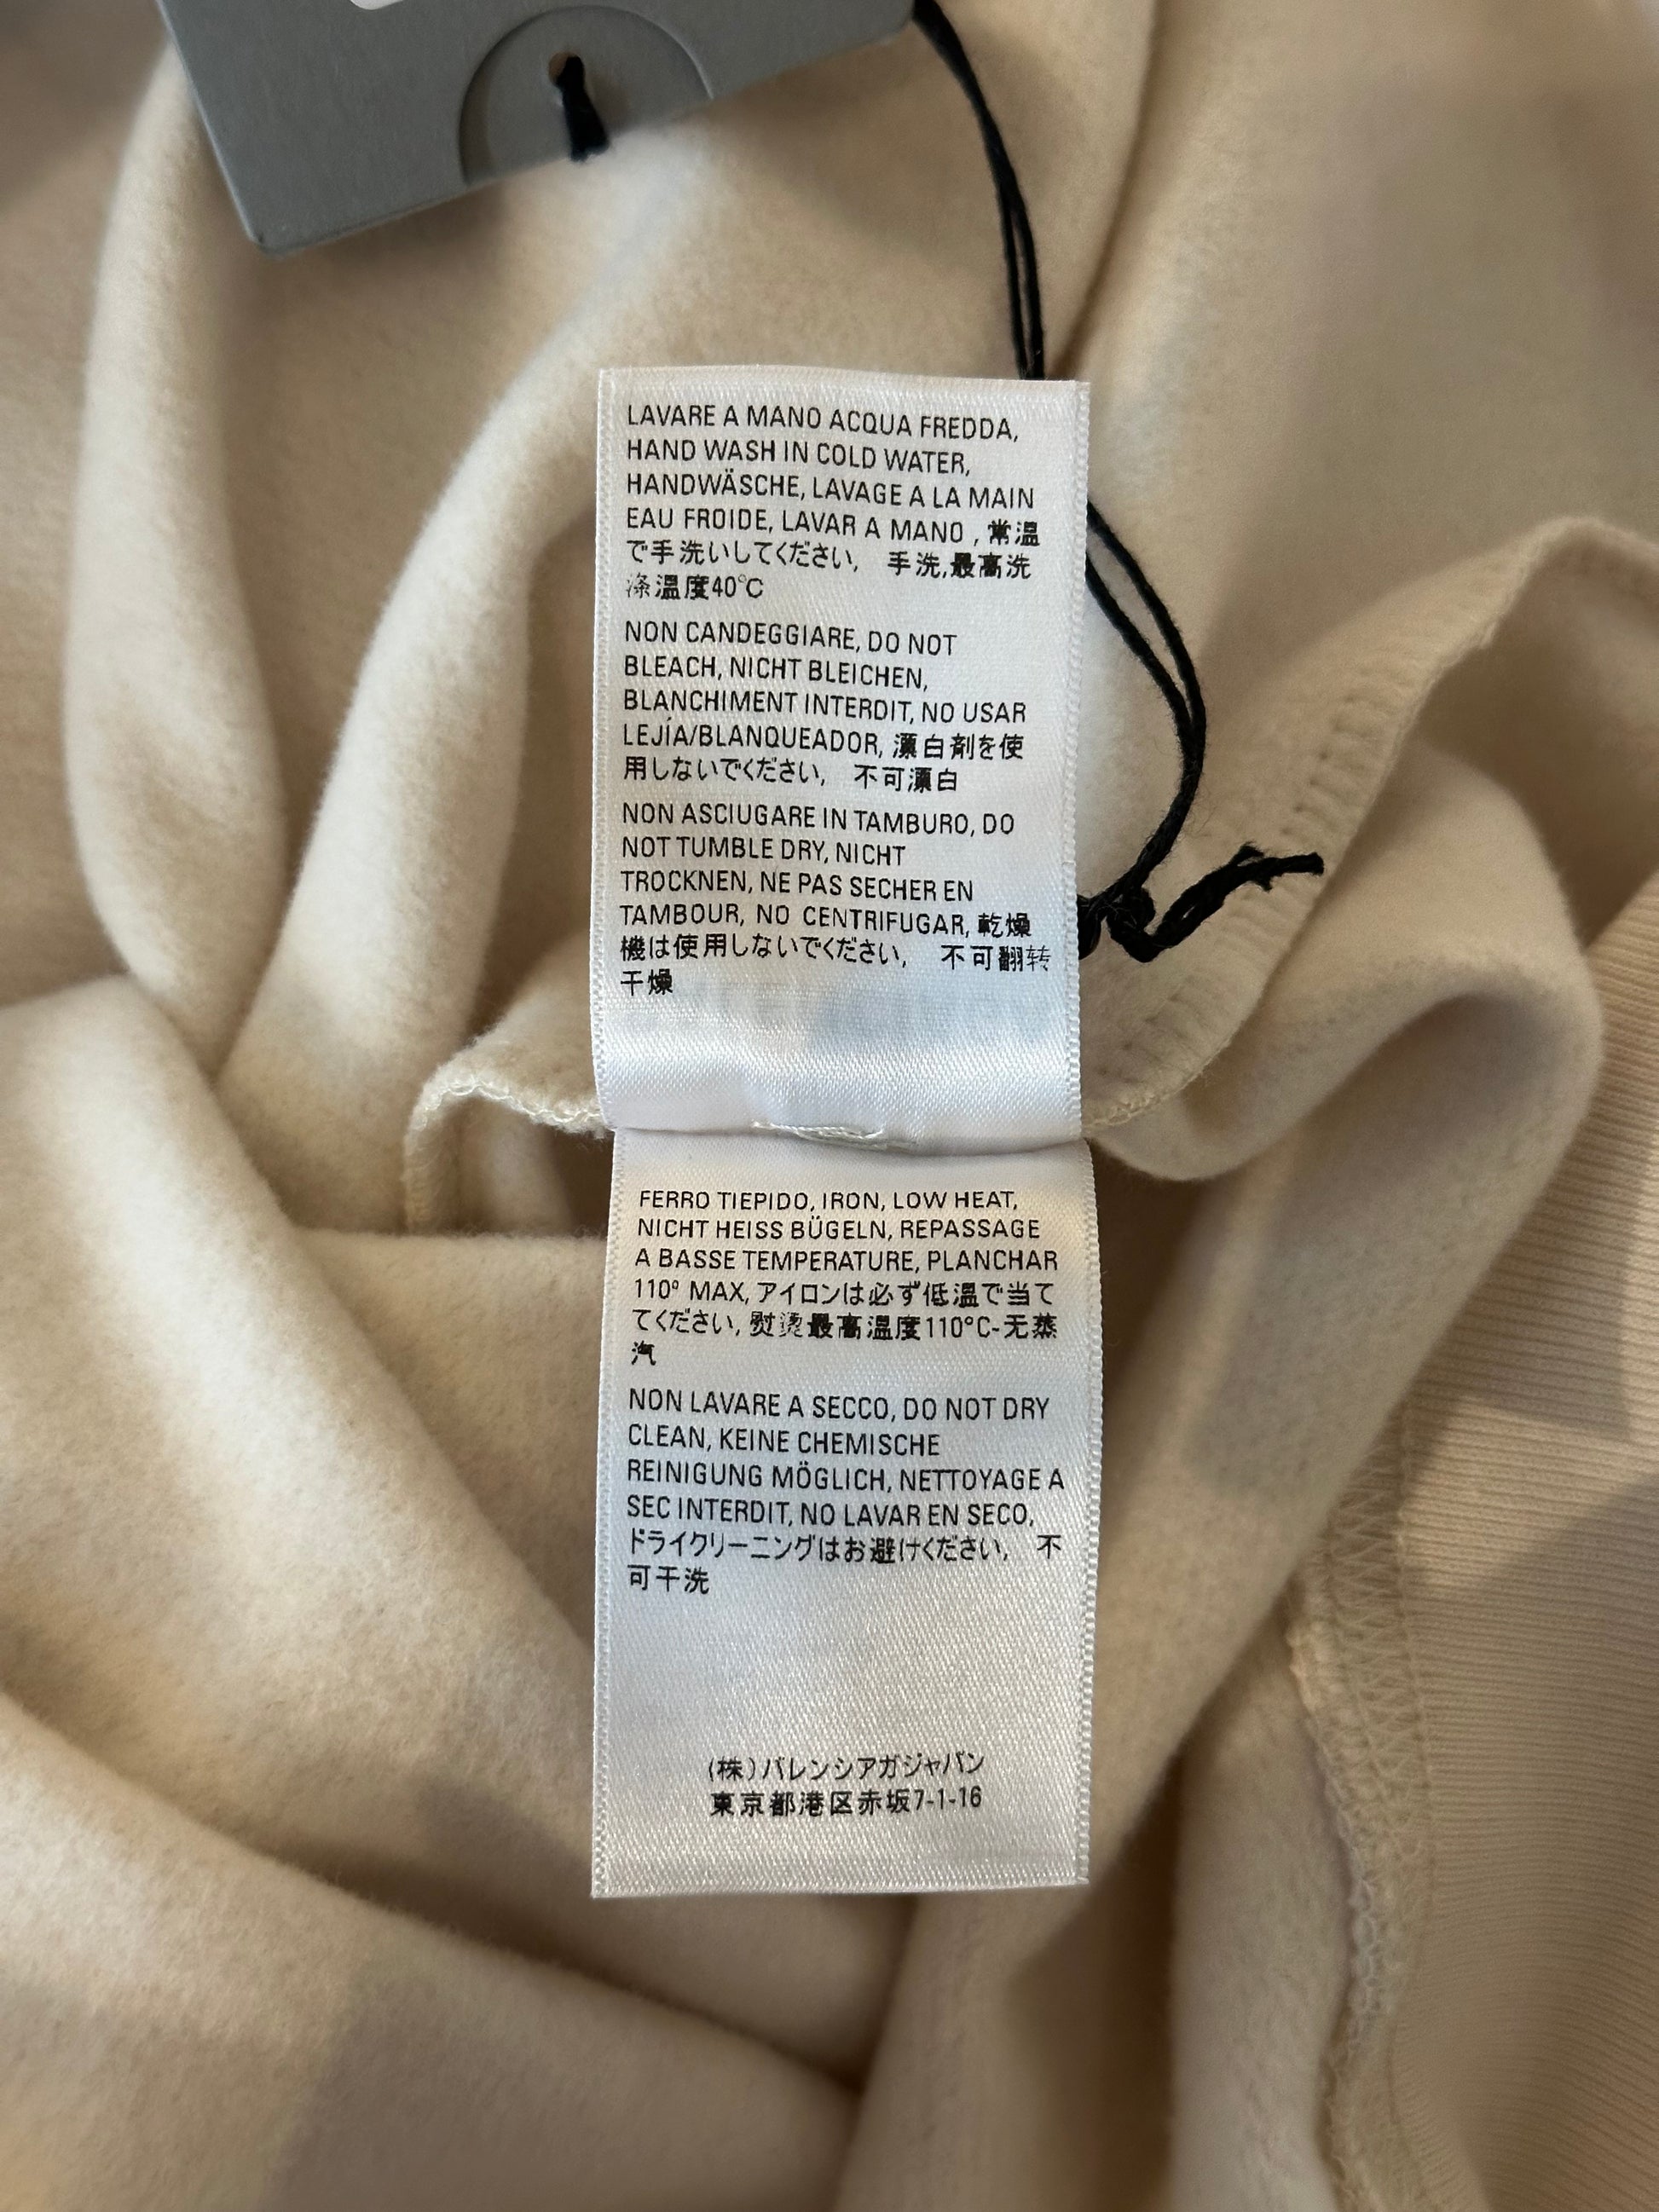 LAVARE A MANO ACQUA FREDDA,
HAND WASH IN COLD WATER,
HANDWÄSCHE, LAVAGE A LA MAIN
EAU FROIDE, LAVAR A MANO , 常温
で手洗いしてください, 手洗,最高洗
涤温度40℃
NON CANDEGGIARE, DO NOT
BLEACH, NICHT BLEICHEN,
BLANCHIMENT INTERDIT, NO USAR
LEJÍA/BLANQUEADOR, 漂白剤を使
用しないでください, 不可漂白
NON ASCIUGARE IN TAMBURO, DO
NOT TUMBLE DRY, NICHT
TROCKNEN, NE PAS SECHER EN
TAMBOUR, NO CENTRIFUGAR, 乾燥
機は使用しないでください, 不可翻转
干燥
FERRO TIEPIDO, IRON, LOW HEAT,
NICHT HEISS BÜGELN, REPASSAGE
A BASSE TEMPERATURE, PLANCHAR
110º MAX, アイロンは必ず低温で当て
てください, 熨烫最高温度110°C-无蒸
汽
NON LAVARE A SECCO, DO NOT DRY
CLEAN, KEINE CHEMISCHE
REINIGUNG MÖGLICH, NETTOYAGE A
SEC INTERDIT, NO LAVAR EN SECO,
ドライクリーニングはお避けください, 不
可干洗
(株)バレンシアガジャパン
東京都港区赤坂7-1-16